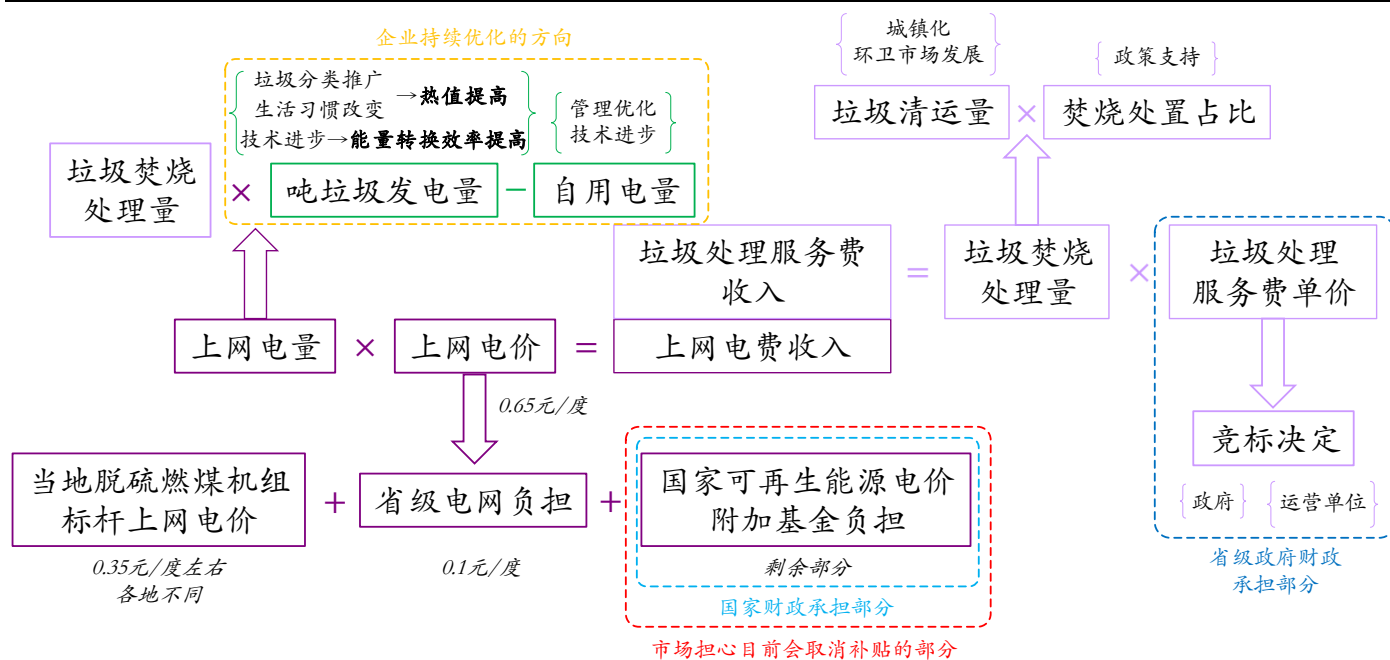 企业持续优化的方向
垃圾分类推广
生活习惯改变
→热值提高
技术进步→能量转换效率提高
管理优化
技术进步
城镇化
环卫市场发展
政策支持
垃圾清运量
×
焚烧处置占比
垃圾焚烧
处理量
×
吨垃圾发电量
−
自用电量
垃圾处理服务费
收入
=
垃圾焚烧
处理量
×
垃圾处理
服务费单价
上网电量
×
上网电价
=
上网电费收入
0.65元/度
竞标决定
政府
运营单位
省级政府财政
承担部分
当地脱硫燃煤机组
标杆上网电价
+
省级电网负担
+
国家可再生能源电价
附加基金负担
0.35元/度左右
各地不同
0.1元/度
剩余部分
国家财政承担部分
市场担心目前会取消补贴的部分